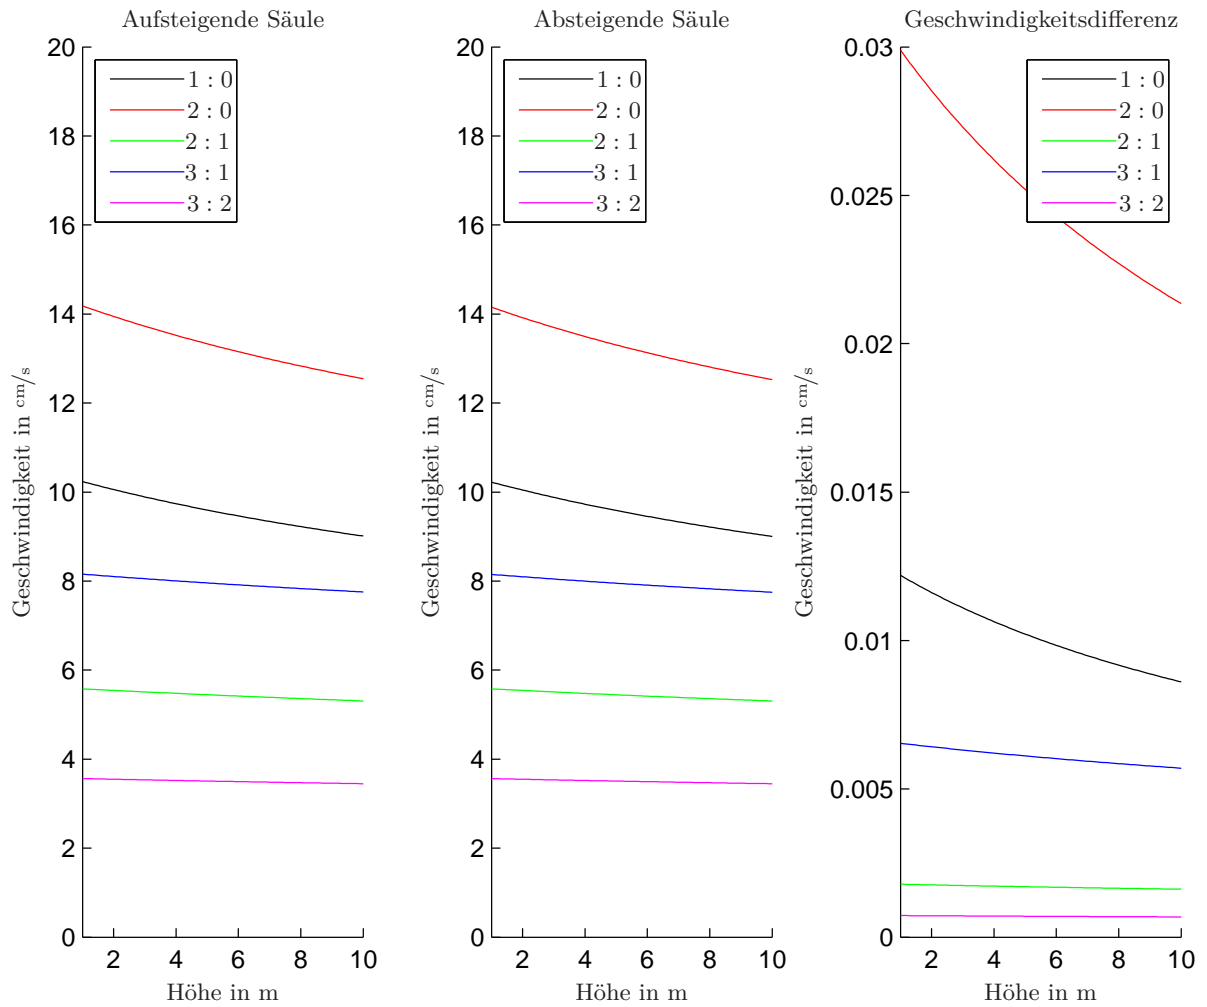 Aufsteigende Säule
20
18
16
14
12
10
8
6
4
2
0
2 4 6 8 10
Höhe in m
Geschwindigkeit in cm/s
1 : 0
2 : 0
2 : 1
3 : 1
3 : 2
Absteigende Säule
20
18
16
14
12
10
8
6
4
2
0
2 4 6 8 10
Höhe in m
Geschwindigkeit in cm/s
1 : 0
2 : 0
2 : 1
3 : 1
3 : 2
Geschwindigkeitsdifferenz
0.03
0.025
0.02
0.015
0.01
0.005
0
2 4 6 8 10
Höhe in m
Geschwindigkeit in cm/s
1 : 0
2 : 0
2 : 1
3 : 1
3 : 2